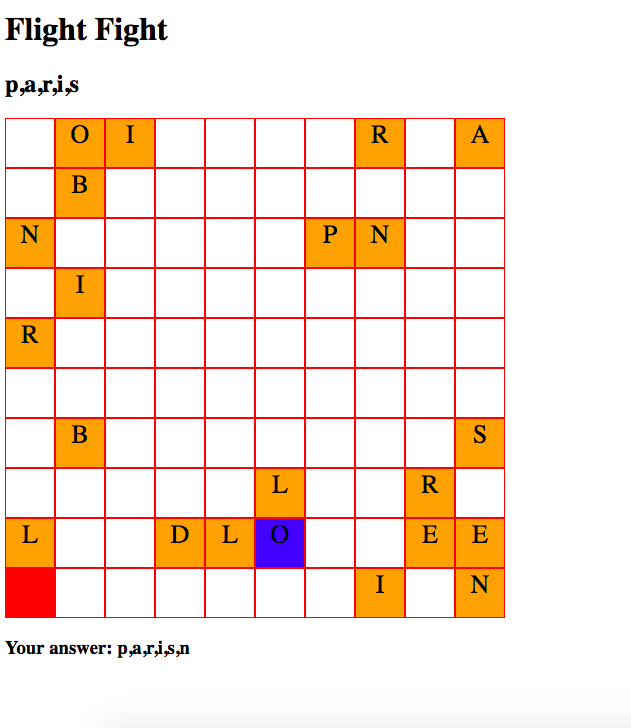 Flight Fight
p,a,r,i,s
O I R A
B
N P N
I
R
B S
L R
L D L O E E
I N
Your answer: p,a,r,i,s,n